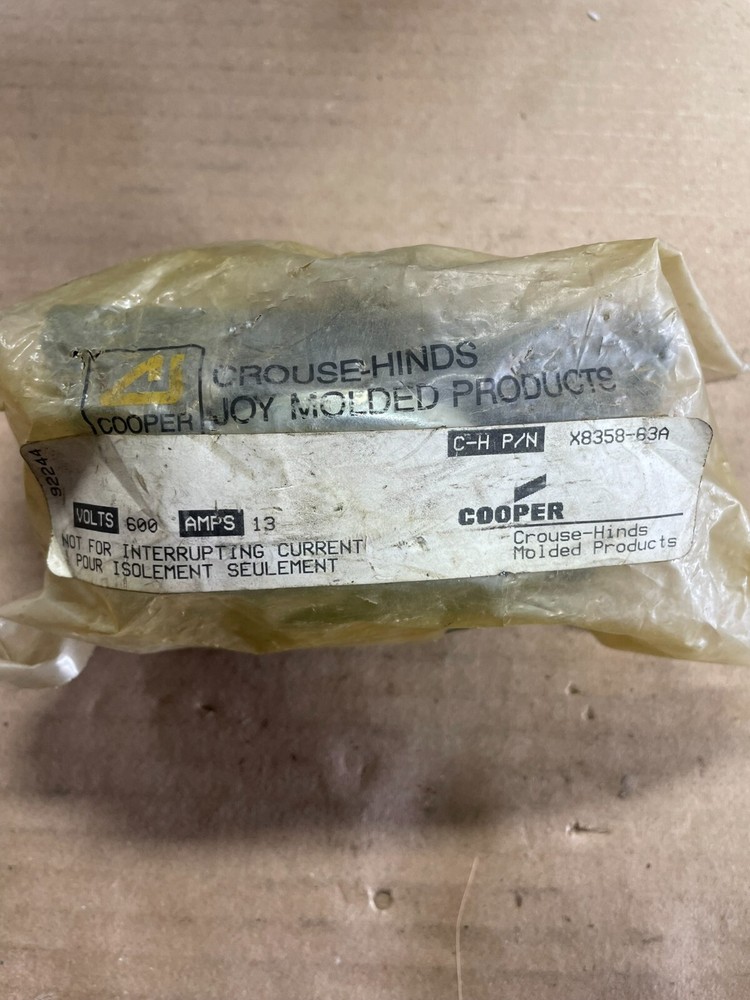 CROUSE-HINDS
JOY MOLDED PRODUCTS
COOPER
C-H P/N X8358-63A
92244
VOLTS 600 AMPS 13
COOPER
NOT FOR INTERRUPTING CURRENT
POUR ISOLEMENT SEULEMENT
Crouse-Hinds
Molded Products